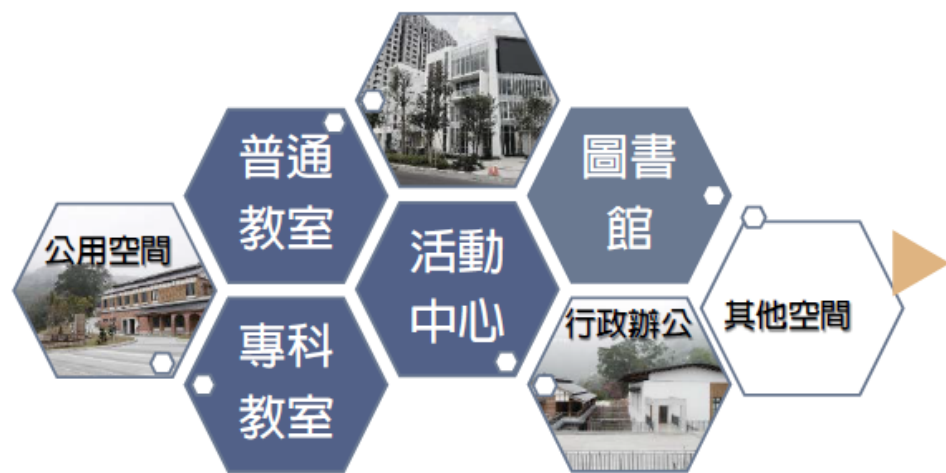 普通
教室
圖書
館
公用空間
活動
中心
其他空間
行政辦公
專科
教室